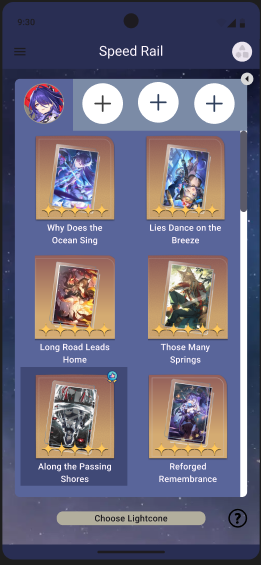 9:30
Speed Rail
Why Does the
Ocean Sing
Lies Dance on the
Breeze
Long Road Leads
Home
Those Many
Springs
Along the Passing
Shores
Reforged
Remembrance
Choose Lightcone
?